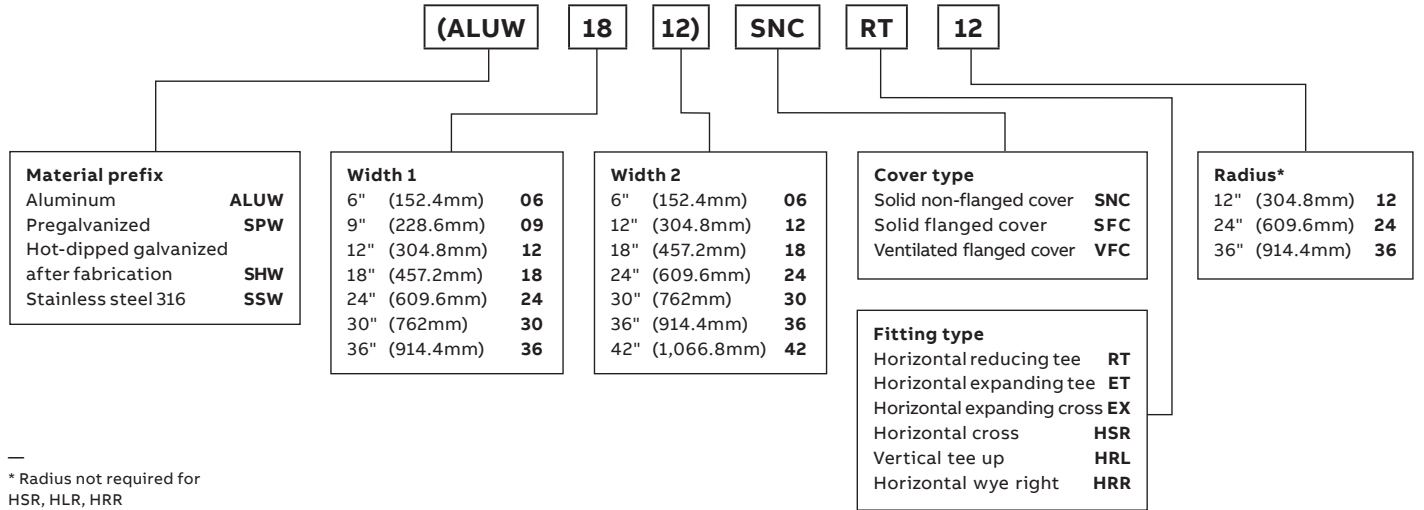 (ALUW 18 12) SNC RT 12
Material prefix
Aluminum ALUW
Pregalvanized SPW
Hot-dipped galvanized
after fabrication SHW
Stainless steel 316 SSW
Width 1
6" (152.4mm) 06
9" (228.6mm) 09
12" (304.8mm) 12
18" (457.2mm) 18
24" (609.6mm) 24
30" (762mm) 30
36" (914.4mm) 36
Width 2
6" (152.4mm) 06
12" (304.8mm) 12
18" (457.2mm) 18
24" (609.6mm) 24
30" (762mm) 30
36" (914.4mm) 36
42" (1,066.8mm) 42
Cover type
Solid non-flanged cover SNC
Solid flanged cover SFC
Ventilated flanged cover VFC
Radius*
12" (304.8mm) 12
24" (609.6mm) 24
36" (914.4mm) 36
Fitting type
Horizontal reducing tee RT
Horizontal expanding tee ET
Horizontal expanding cross EX
Horizontal cross HSR
Vertical tee up HRL
Horizontal wye right HRR
—
* Radius not required for
HSR, HLR, HRR